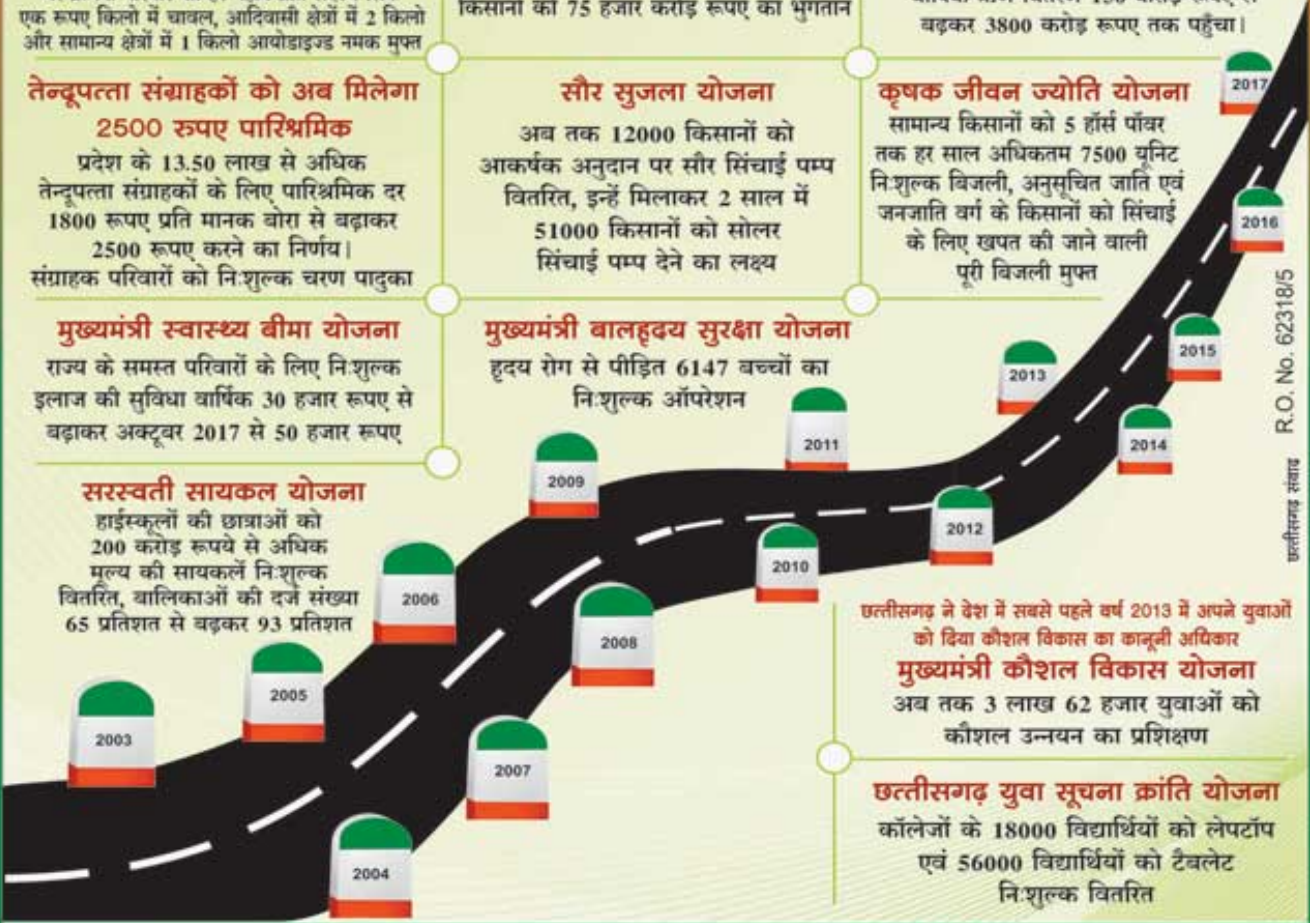 एक रूपए किलो में चावल, आदिवासी क्षेत्रों में 2 किलो
और सामान्य क्षेत्रों में 1 किलो आयोडाइज्ड नमक मुफ्त
किसानों को 75 हजार करोड़ रूपए का भुगतान
बढ़कर 3800 करोड़ रूपए तक पहुँचा।
तेन्दूपत्ता संग्राहकों को अब मिलेगा
2500 रुपए पारिश्रमिक
प्रदेश के 13.50 लाख से अधिक
तेन्दूपत्ता संग्राहकों के लिए पारिश्रमिक दर
1800 रूपए प्रति मानक बोरा से बढ़ाकर
2500 रूपए करने का निर्णय।
संग्राहक परिवारों को निःशुल्क चरण पादुका
सौर सुजला योजना
अब तक 12000 किसानों को
आकर्षक अनुदान पर सौर सिंचाई पम्प
वितरित, इन्हें मिलाकर 2 साल में
51000 किसानों को सोलर
सिंचाई पम्प देने का लक्ष्य
कृषक जीवन ज्योति योजना
सामान्य किसानों को 5 हॉर्स पॉवर
तक हर साल अधिकतम 7500 यूनिट
निःशुल्क बिजली, अनुसूचित जाति एवं
जनजाति वर्ग के किसानों को सिंचाई
के लिए खपत की जाने वाली
पूरी बिजली मुफ्त
मुख्यमंत्री स्वास्थ्य बीमा योजना
राज्य के समस्त परिवारों के लिए निःशुल्क
इलाज की सुविधा वार्षिक 30 हजार रूपए से
बढ़ाकर अक्टूबर 2017 से 50 हजार रूपए
मुख्यमंत्री बालहृदय सुरक्षा योजना
हृदय रोग से पीड़ित 6147 बच्चों का
निःशुल्क ऑपरेशन
सरस्वती सायकल योजना
हाईस्कूलों की छात्राओं को
200 करोड़ रूपये से अधिक
मूल्य की सायकलें निःशुल्क
वितरित, बालिकाओं की दर्ज संख्या
65 प्रतिशत से बढ़कर 93 प्रतिशत
2003
2004
2005
2006
2007
2008
2009
2010
2011
2012
2013
2014
2015
2016
2017
छत्तीसगढ़ ने देश में सबसे पहले वर्ष 2013 में अपने युवाओं
को दिया कौशल विकास का कानूनी अधिकार
मुख्यमंत्री कौशल विकास योजना
अब तक 3 लाख 62 हजार युवाओं को
कौशल उन्नयन का प्रशिक्षण
छत्तीसगढ़ युवा सूचना क्रांति योजना
कॉलेजों के 18000 विद्यार्थियों को लेपटॉप
एवं 56000 विद्यार्थियों को टैबलेट
निःशुल्क वितरित
छत्तीसगढ़ संवाद R.O. No. 62318/5